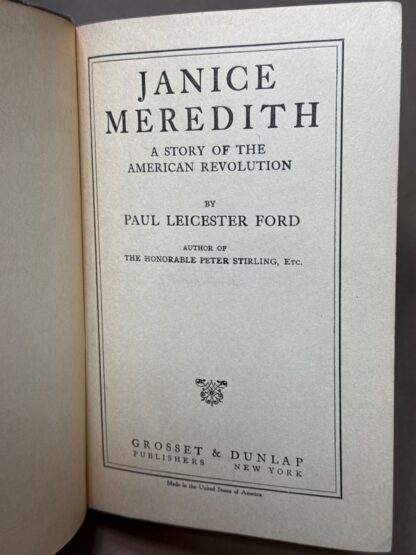 JANICE
MEREDITH
A STORY OF THE
AMERICAN REVOLUTION
BY
PAUL LEICESTER FORD
AUTHOR OF
THE HONORABLE PETER STIRLING, ETC.
GROSSET & DUNLAP
PUBLISHERS NEW YORK
Made in the United States of America